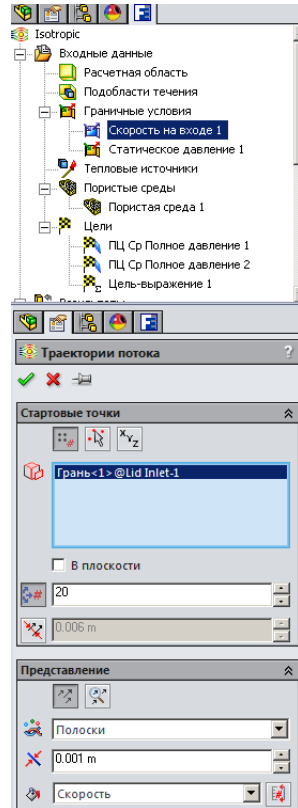 Isotropic
Входные данные
Расчетная область
Подобласти течения
Граничные условия
Скорость на входе 1
Статическое давление 1
Тепловые источники
Пористые среды
Пористая среда 1
Цели
ПЦ Ср Полное давление 1
ПЦ Ср Полное давление 2
Цель-выражение 1
Траектории потока
?
Стартовые точки
Грань<1>@Lid Inlet-1
В плоскости
20
0.006 m
Представление
Полоски
0.001 m
Скорость